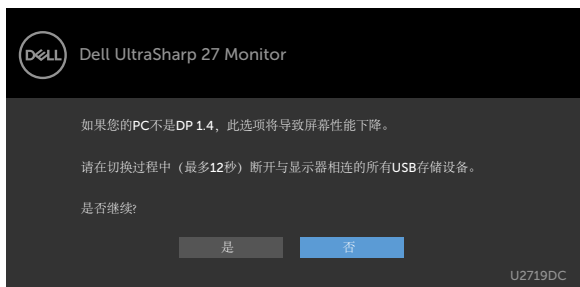 DELL
Dell UltraSharp 27 Monitor
如果您的PC不是DP 1.4，此选项将导致屏幕性能下降。
请在切换过程中（最多12秒）断开与显示器相连的所有USB存储设备。
是否继续?
是 否
U2719DC